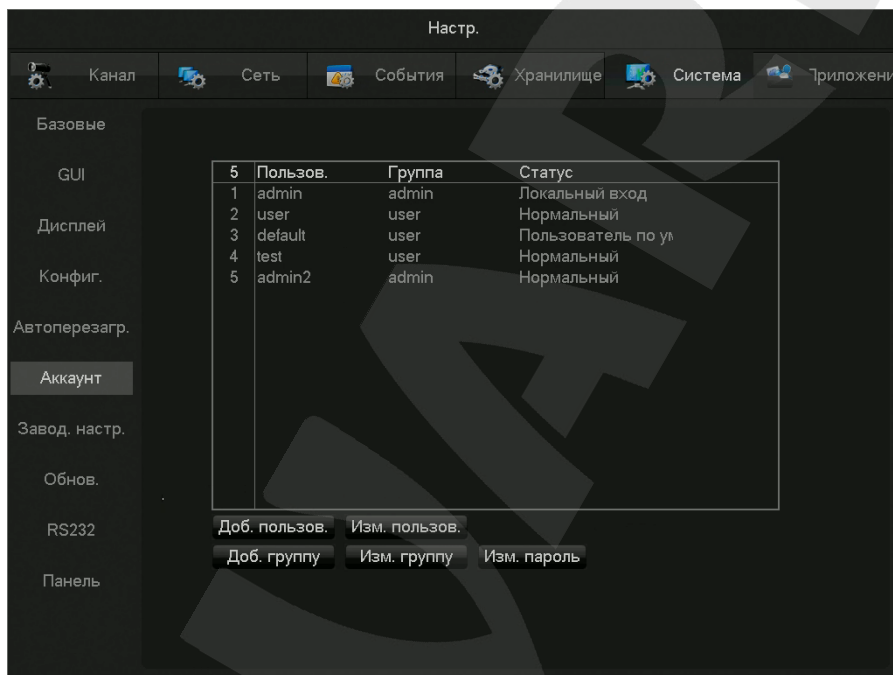 Настр.
Канал Сеть События Хранилище Система Приложени
Базовые
GUI
Дисплей
Конфиг.
Автоперезагр.
Аккаунт
Завод. настр.
Обнов.
RS232
Панель
5 Пользов. Группа Статус
1 admin admin Локальный вход
2 user user Нормальный
3 default user Пользователь по ум
4 test user Нормальный
5 admin2 admin Нормальный
Доб. пользов. Изм. пользов.
Доб. группу Изм. группу Изм. пароль